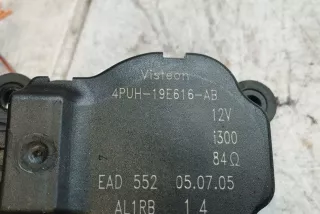 Visteon
4PUH-19E616-AB
12V
i300
84Ω
EAD 552 05.07.05
AL1RB 1 4